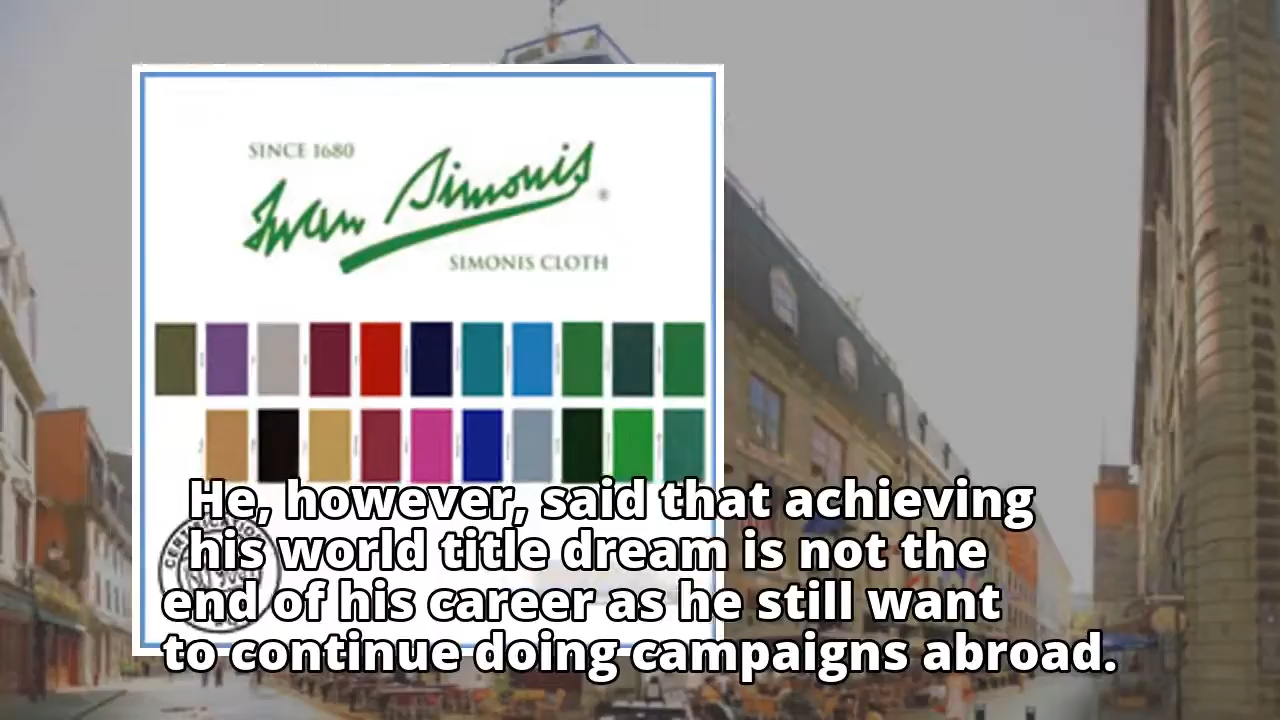 SINCE 1680
Iwan Simonis
®
SIMONIS CLOTH
He, however, said that achieving
his world title dream is not the
end of his career as he still want
to continue doing campaigns abroad.